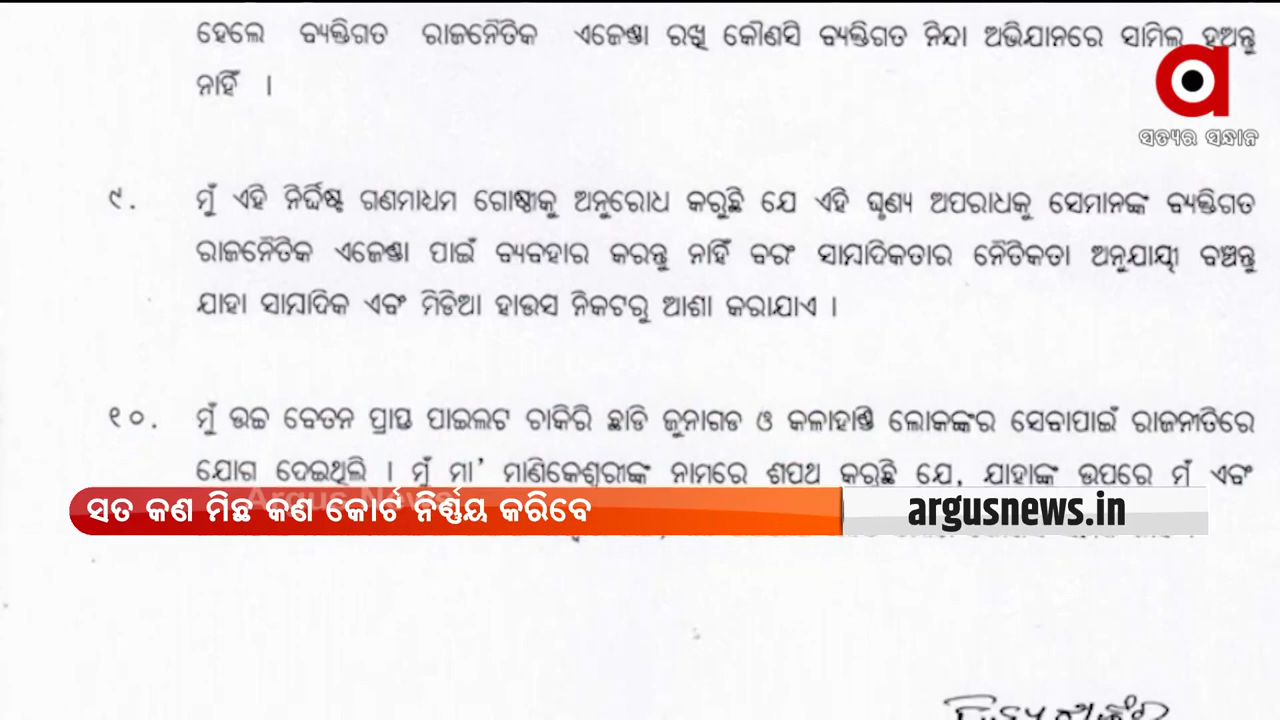 ହେଲେ ବ୍ୟକ୍ତିଗତ ରାଜନୈତିକ ଏଜେଣ୍ଡା ରଖି କୌଣସି ବ୍ୟକ୍ତିଗତ ନିନ୍ଦା ଅଭିଯାନରେ ସାମିଲ ହୁଅନ୍ତୁ
ନାହିଁ ।
ସତ୍ୟର ସନ୍ଧାନ
୯. ମୁଁ ଏହି ନିର୍ଦ୍ଦିଷ୍ଟ ଗଣମାଧ୍ୟମ ଗୋଷ୍ଠୀକୁ ଅନୁରୋଧ କରୁଛି ଯେ ଏହି ଘୃଣ୍ୟ ଅପରାଧକୁ ସେମାନଙ୍କ ବ୍ୟକ୍ତିଗତ
ରାଜନୈତିକ ଏଜେଣ୍ଡା ପାଇଁ ବ୍ୟବହାର କରନ୍ତୁ ନାହିଁ ବରଂ ସାମ୍ବାଦିକତାର ନୈତିକତା ଅନୁଯାୟୀ ବଞ୍ଚନ୍ତୁ
ଯାହା ସାମ୍ବାଦିକ ଏବଂ ମିଡିଆ ହାଉସ ନିକଟରୁ ଆଶା କରାଯାଏ ।
୧୦. ମୁଁ ଉଚ୍ଚ ବେତନ ପ୍ରାପ୍ତ ପାଇଲଟ ଚାକିରି ଛାଡି ଜୁନାଗଡ ଓ କଳାହାଣ୍ଡି ଲୋକଙ୍କର ସେବାପାଇଁ ରାଜନୀତିରେ
ଯୋଗ ଦେଇଥିଲି । ମୁଁ ମା' ମାଣିକେଶ୍ୱରୀଙ୍କ ନାମରେ ଶପଥ କରୁଛି ଯେ, ଯାହାଙ୍କ ଉପରେ ମୁଁ ଏବଂ
Argus News
ସତ କଣ ମିଛ କଣ କୋର୍ଟ ନିର୍ଣ୍ଣୟ କରିବେ
argusnews.in